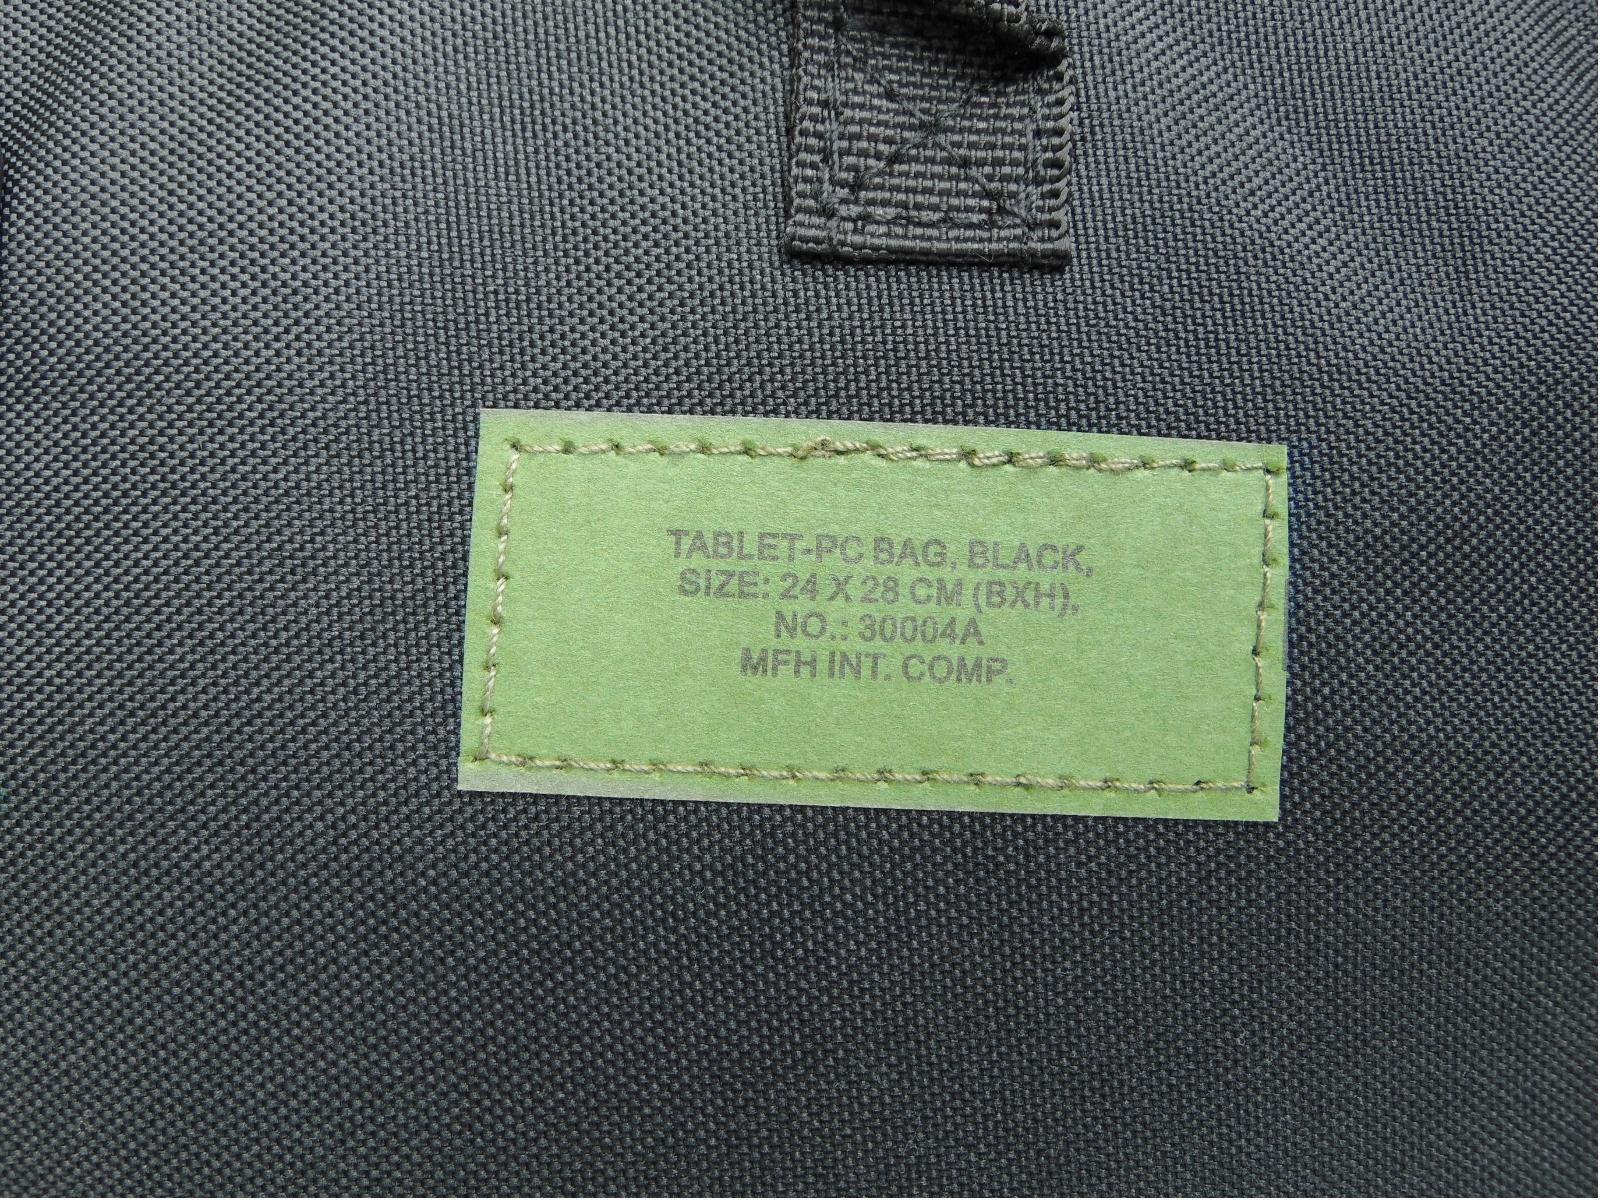 TABLET-PC BAG, BLACK,
SIZE: 24 X 28 CM (BXH),
NO.: 30004A
MFH INT. COMP.